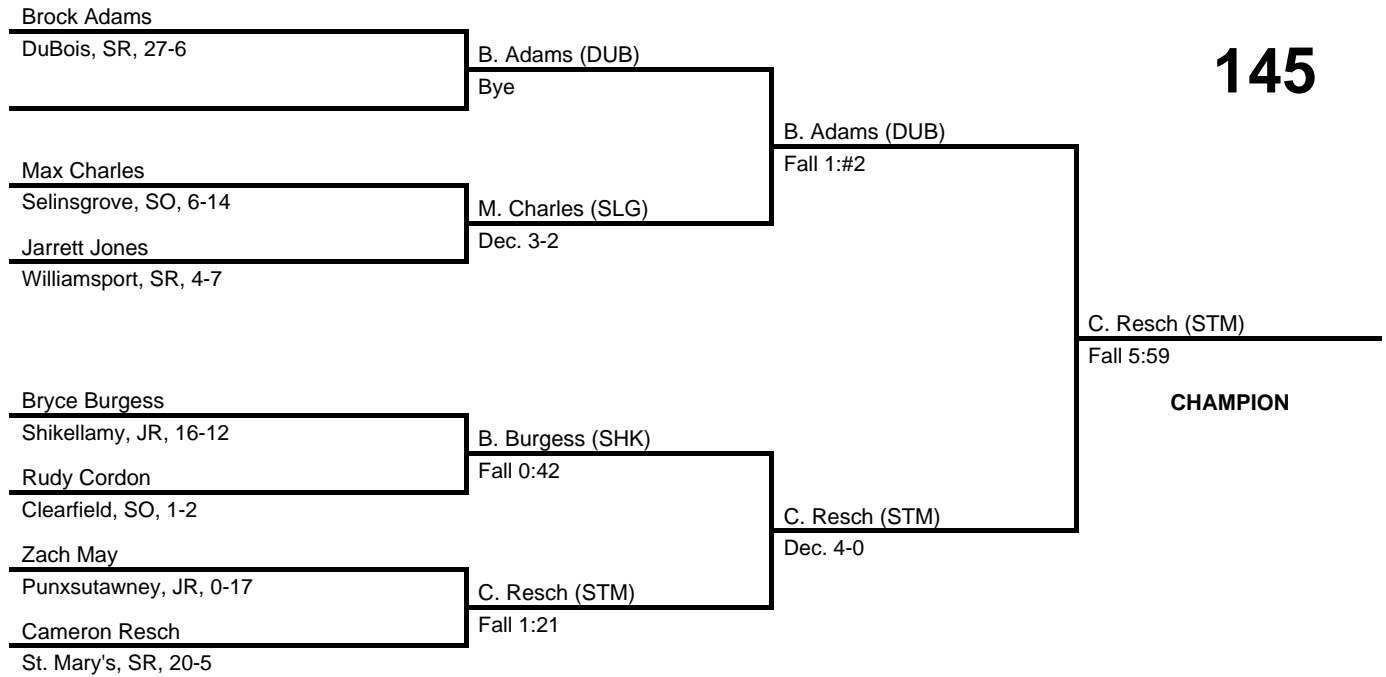 Brock Adams
DuBois, SR, 27-6
B. Adams (DUB)
Bye
145
B. Adams (DUB)
Fall 1:#2
Max Charles
Selinsgrove, SO, 6-14
M. Charles (SLG)
Dec. 3-2
Jarrett Jones
Williamsport, SR, 4-7
C. Resch (STM)
Fall 5:59
CHAMPION
Bryce Burgess
Shikellamy, JR, 16-12
B. Burgess (SHK)
Fall 0:42
Rudy Cordon
Clearfield, SO, 1-2
C. Resch (STM)
Dec. 4-0
Zach May
Punxsutawney, JR, 0-17
C. Resch (STM)
Fall 1:21
Cameron Resch
St. Mary's, SR, 20-5